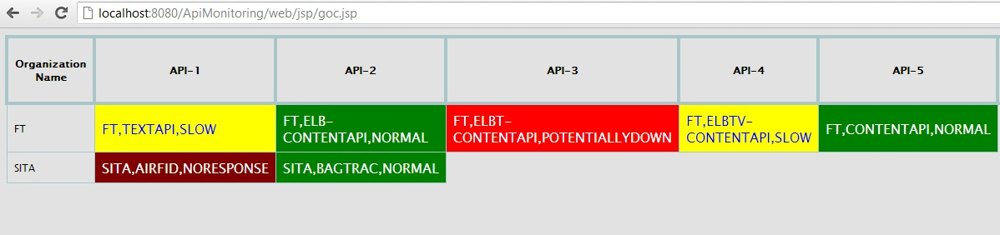 localhost:8080/ApiMonitoring/web/jsp/goc.jsp
Organization
Name
API-1
API-2
API-3
API-4
API-5
FT
FT,TEXTAPI,SLOW
FT,ELB-
CONTENTAPI,NORMAL
FT,ELBT-
CONTENTAPI,POTENTIALLYDOWN
FT,ELBTV-
CONTENTAPI,SLOW
FT,CONTENTAPI,NORMAL
SITA
SITA,AIRFID,NORESPONSE
SITA,BAGTRAC,NORMAL